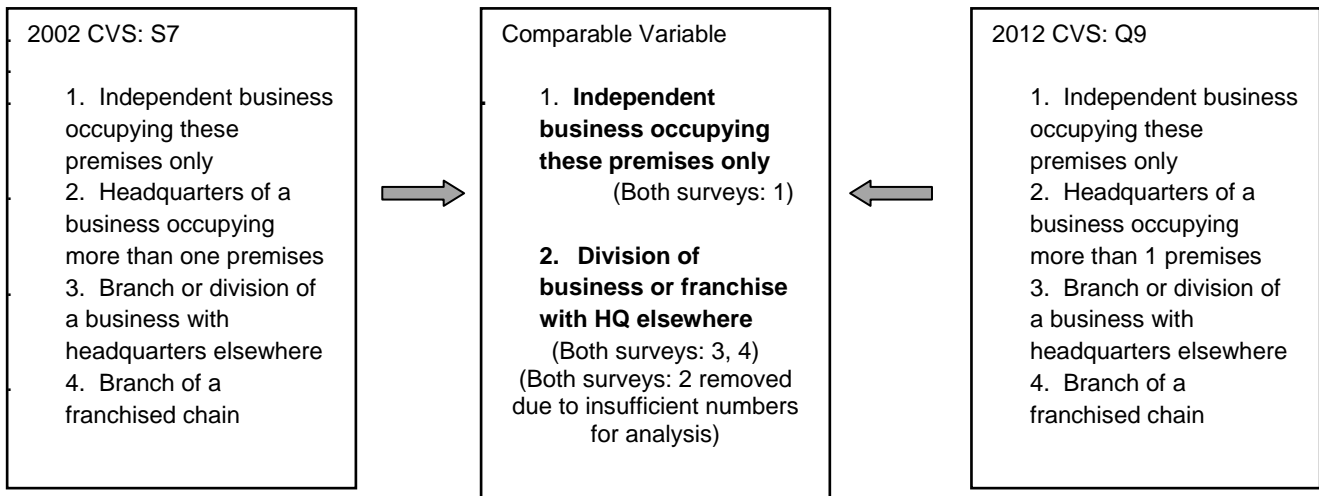 2002 CVS: S7
1. Independent business
occupying these
premises only
2. Headquarters of a
business occupying
more than one premises
3. Branch or division of
a business with
headquarters elsewhere
4. Branch of a
franchised chain
Comparable Variable
1. Independent
business occupying
these premises only
(Both surveys: 1)
2. Division of
business or franchise
with HQ elsewhere
(Both surveys: 3, 4)
(Both surveys: 2 removed
due to insufficient numbers
for analysis)
2012 CVS: Q9
1. Independent business
occupying these
premises only
2. Headquarters of a
business occupying
more than 1 premises
3. Branch or division of
a business with
headquarters elsewhere
4. Branch of a
franchised chain